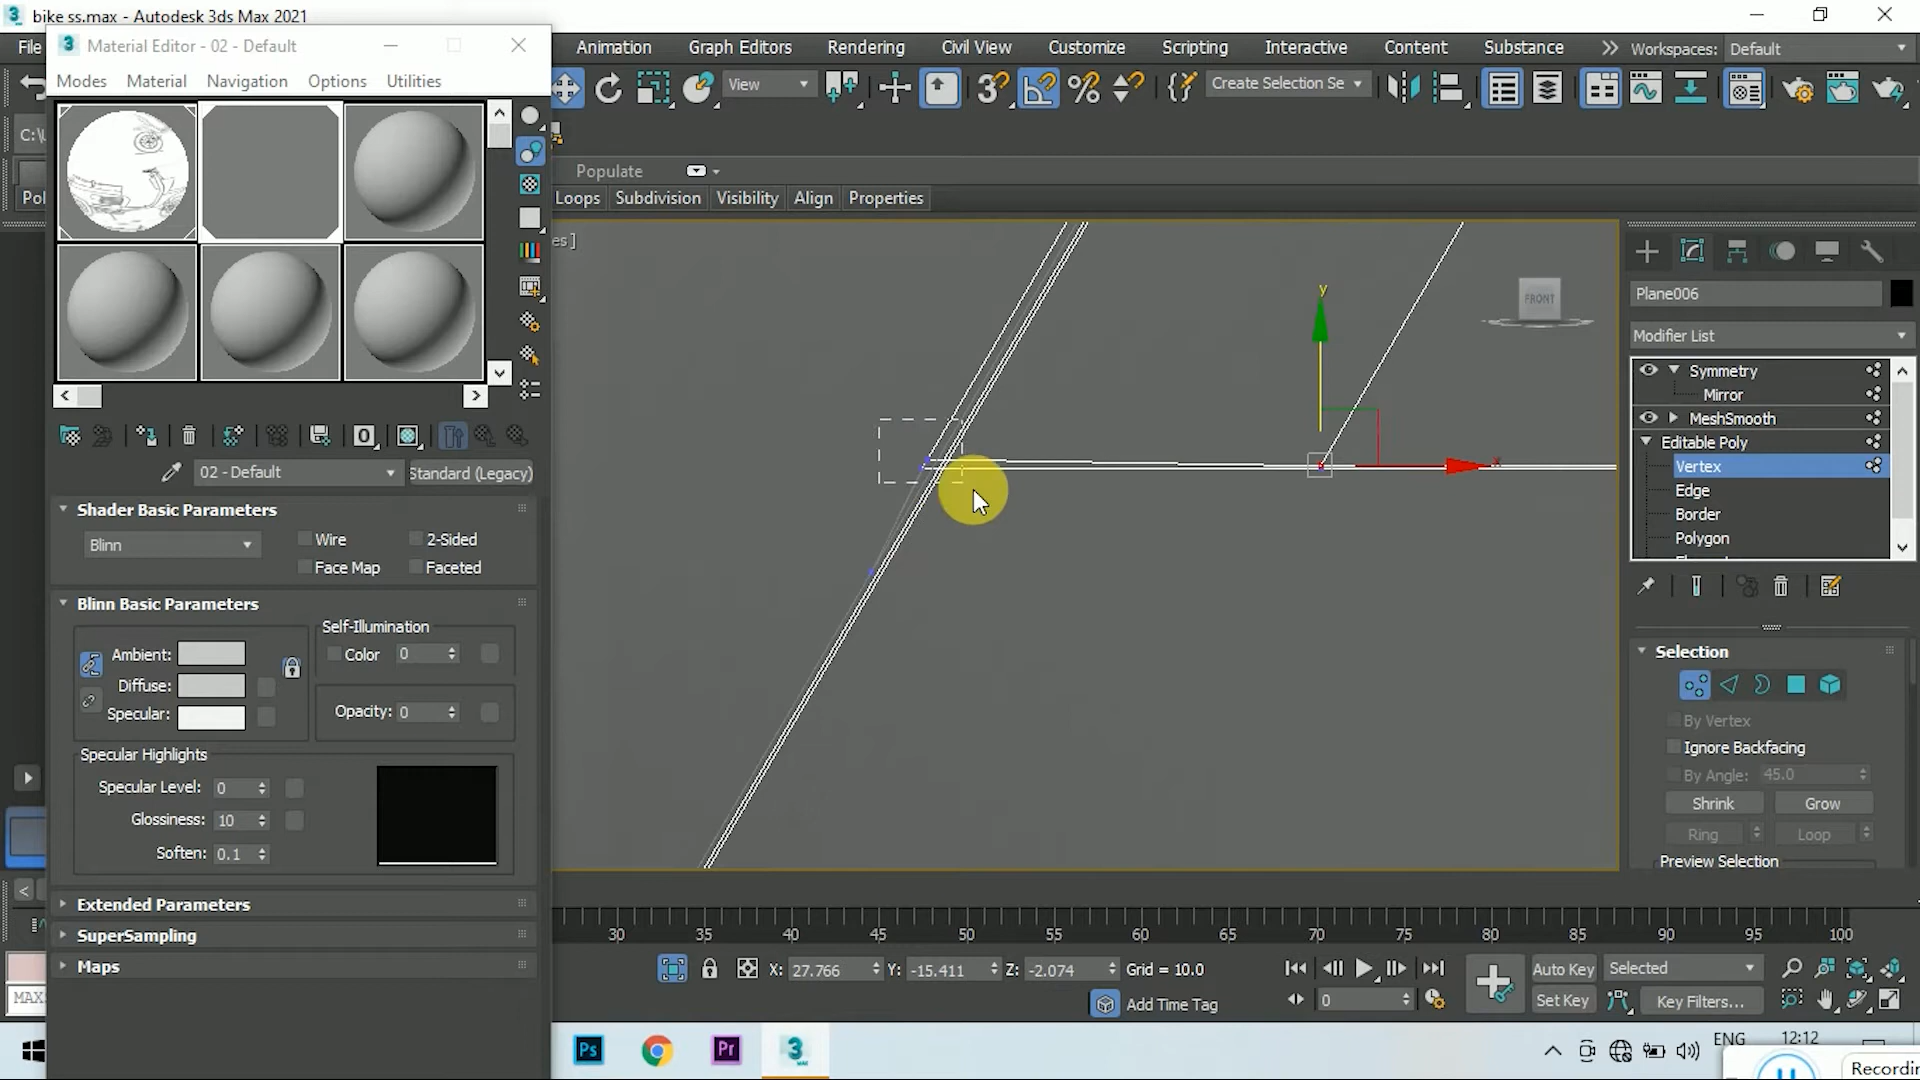 bike ss.max - Autodesk 3ds Max 2021
File
Animation
Graph Editors
Rendering
Civil View
Customize
Scripting
Interactive
Content
Substance
Workspaces: Default
Material Editor - 02 - Default
Modes
Material
Navigation
Options
Utilities
View
Create Selection Se
C:\
Populate
Loops
Subdivision
Visibility
Align
Properties
es ]
y
x
FRONT
02 - Default
Standard (Legacy)
Shader Basic Parameters
Blinn
Wire
2-Sided
Face Map
Faceted
Blinn Basic Parameters
Self-Illumination
Ambient:
Color 0
Diffuse:
Specular:
Opacity: 0
Specular Highlights
Specular Level: 0
Glossiness: 10
Soften: 0.1
Extended Parameters
SuperSampling
Maps
Plane006
Modifier List
Symmetry
Mirror
MeshSmooth
Editable Poly
Vertex
Edge
Border
Polygon
Selection
By Vertex
Ignore Backfacing
By Angle: 45.0
Shrink
Grow
Ring
Loop
Preview Selection
30 35 40 45 50 55 60 65 70 75 80 85 90 95 100
X: 27.766
Y: -15.411
Z: -2.074
Grid = 10.0
Add Time Tag
Auto Key
Selected
Set Key
Key Filters...
0
ENG
12:12
Recordin